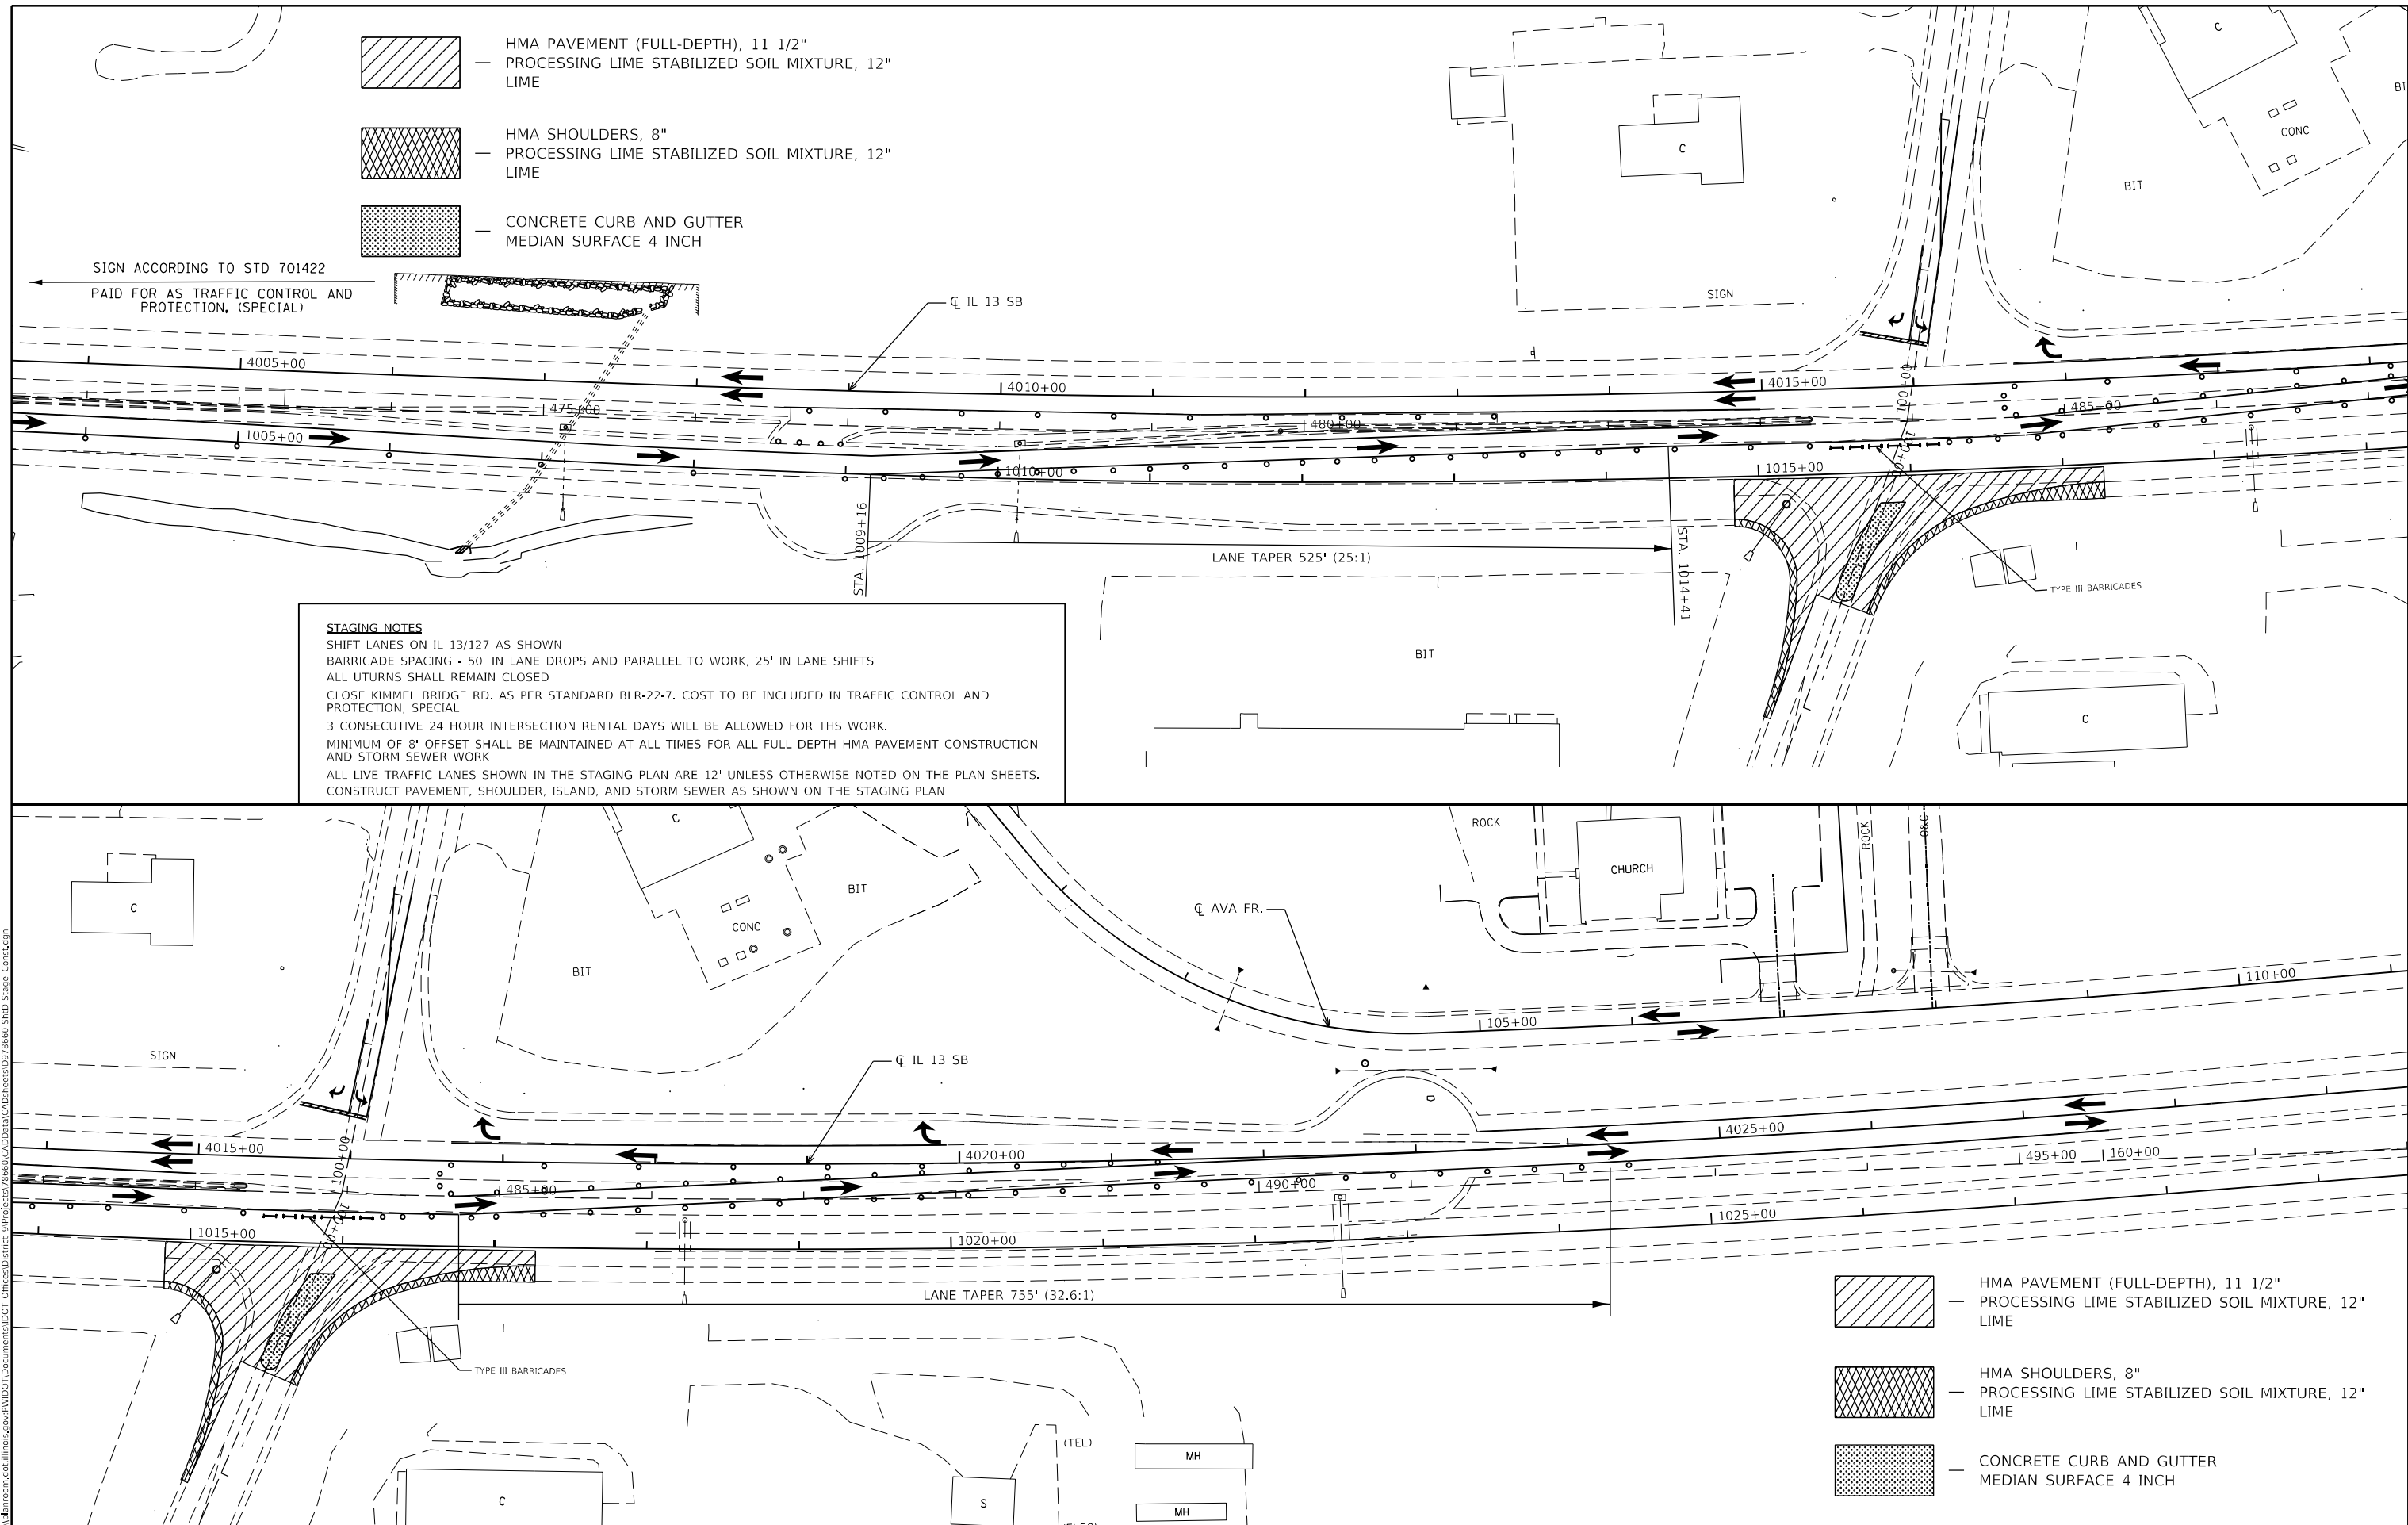 HMA PAVEMENT (FULL-DEPTH), 11 1/2"
PROCESSING LIME STABILIZED SOIL MIXTURE, 12"
LIME
HMA SHOULDERS, 8"
PROCESSING LIME STABILIZED SOIL MIXTURE, 12"
LIME
CONCRETE CURB AND GUTTER
MEDIAN SURFACE 4 INCH
SIGN ACCORDING TO STD 701422
PAID FOR AS TRAFFIC CONTROL AND
PROTECTION, (SPECIAL)
℄ IL 13 SB
C
C
CONC
BIT
BI
SIGN
4005+00
4010+00
4015+00
100+00
475+00
480+00
485+00
1005+00
1010+00
1015+00
100+00
STA. 1009+16
LANE TAPER 525' (25:1)
STA. 1014+41
TYPE III BARRICADES
BIT
C
STAGING NOTES
SHIFT LANES ON IL 13/127 AS SHOWN
BARRICADE SPACING - 50' IN LANE DROPS AND PARALLEL TO WORK, 25' IN LANE SHIFTS
ALL UTURNS SHALL REMAIN CLOSED
CLOSE KIMMEL BRIDGE RD. AS PER STANDARD BLR-22-7. COST TO BE INCLUDED IN TRAFFIC CONTROL AND
PROTECTION, SPECIAL
3 CONSECUTIVE 24 HOUR INTERSECTION RENTAL DAYS WILL BE ALLOWED FOR THS WORK.
MINIMUM OF 8' OFFSET SHALL BE MAINTAINED AT ALL TIMES FOR ALL FULL DEPTH HMA PAVEMENT CONSTRUCTION
AND STORM SEWER WORK
ALL LIVE TRAFFIC LANES SHOWN IN THE STAGING PLAN ARE 12' UNLESS OTHERWISE NOTED ON THE PLAN SHEETS.
CONSTRUCT PAVEMENT, SHOULDER, ISLAND, AND STORM SEWER AS SHOWN ON THE STAGING PLAN
C
C
CONC
BIT
BIT
SIGN
ROCK
CHURCH
ROCK
O&C
℄ AVA FR.
℄ IL 13 SB
105+00
110+00
4015+00
4020+00
4025+00
100+00
485+00
490+00
495+00
160+00
1015+00
1020+00
1025+00
LANE TAPER 755' (32.6:1)
TYPE III BARRICADES
C
(TEL)
MH
S
MH
HMA PAVEMENT (FULL-DEPTH), 11 1/2"
PROCESSING LIME STABILIZED SOIL MIXTURE, 12"
LIME
HMA SHOULDERS, 8"
PROCESSING LIME STABILIZED SOIL MIXTURE, 12"
LIME
CONCRETE CURB AND GUTTER
MEDIAN SURFACE 4 INCH